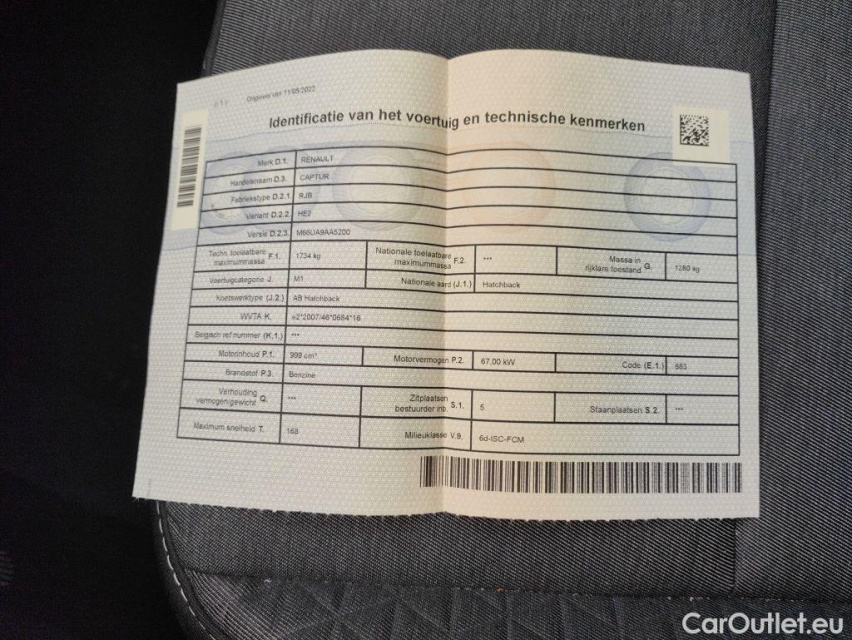 Uitgegeven van 11/05/2022
Identificatie van het voertuig en technische kenmerken
Merk D.1. RENAULT
Handelsnaam D.3. CAPTUR
Fabriekstype D.2.1. RJB
Variant D.2.2. HE2
Versie D.2.3. M66UA9AA5200
Techn. toelaatbare maximummassa F.1. 1734 kg Nationale toelaatbare maximummassa F.2. *** Massa in rijklare toestand G. 1280 kg
Voertuigcategorie J. M1 Nationale aard (J.1.) Hatchback
Koetswerktype (J.2.) AB Hatchback
WVTA K. e2*2007/46*0684*16
Belgisch ref nummer (K.1.) ***
Motorinhoud P.1. 999 cm³ Motorvermogen P.2. 67,00 kW Code (E.1.) 683
Brandstof P.3. Benzine
Verhouding vermogen/gewicht Q. *** Zitplaatsen bestuurder inb. S.1. 5 Staanplaatsen S.2. ***
Maximum snelheid T. 168 Milieuklasse V.9. 6d-ISC-FCM
CarOutlet.eu